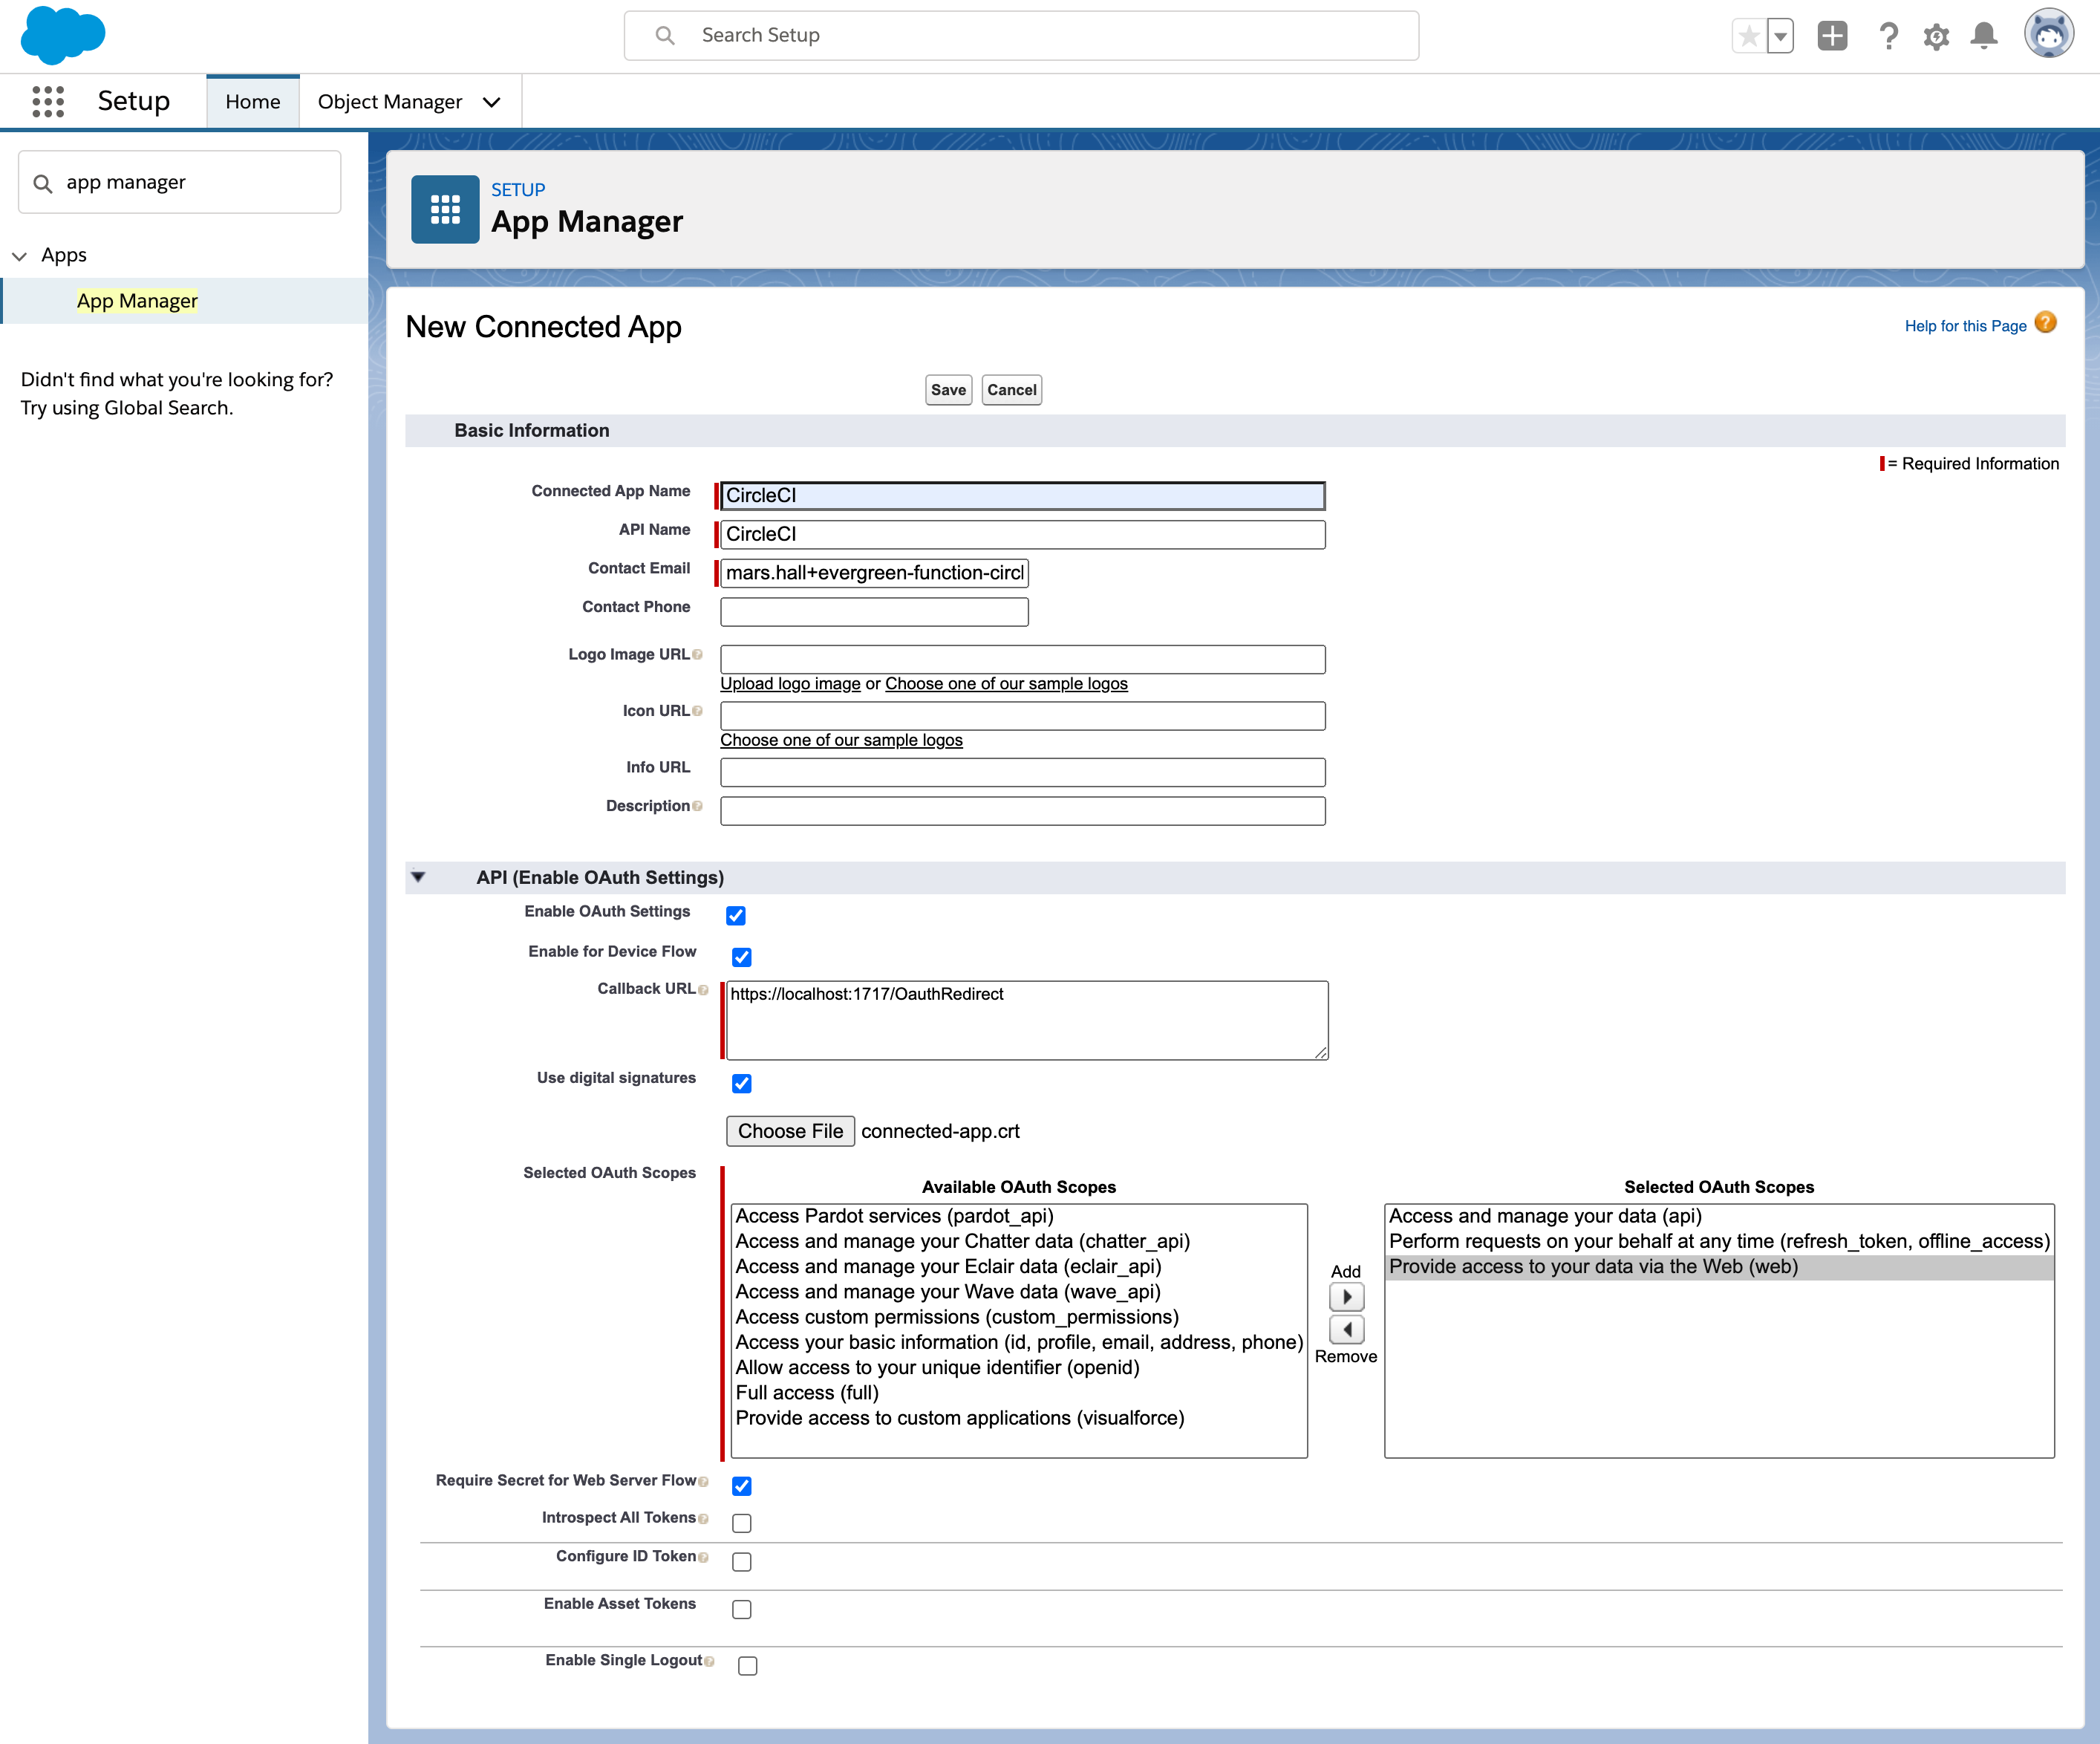 Search Setup
Setup
Home
Object Manager
app manager
Apps
App Manager
Didn't find what you're looking for?
Try using Global Search.
SETUP
App Manager
New Connected App
Help for this Page
Save Cancel
Basic Information
= Required Information
Connected App Name CircleCI
API Name CircleCI
Contact Email mars.hall+evergreen-function-circl
Contact Phone
Logo Image URL
Upload logo image or Choose one of our sample logos
Icon URL
Choose one of our sample logos
Info URL
Description
API (Enable OAuth Settings)
Enable OAuth Settings
Enable for Device Flow
Callback URL https://localhost:1717/OauthRedirect
Use digital signatures
Choose File connected-app.crt
Selected OAuth Scopes
Available OAuth Scopes
Access Pardot services (pardot_api)
Access and manage your Chatter data (chatter_api)
Access and manage your Eclair data (eclair_api)
Access and manage your Wave data (wave_api)
Access custom permissions (custom_permissions)
Access your basic information (id, profile, email, address, phone)
Allow access to your unique identifier (openid)
Full access (full)
Provide access to custom applications (visualforce)
Add
Remove
Selected OAuth Scopes
Access and manage your data (api)
Perform requests on your behalf at any time (refresh_token, offline_access)
Provide access to your data via the Web (web)
Require Secret for Web Server Flow
Introspect All Tokens
Configure ID Token
Enable Asset Tokens
Enable Single Logout